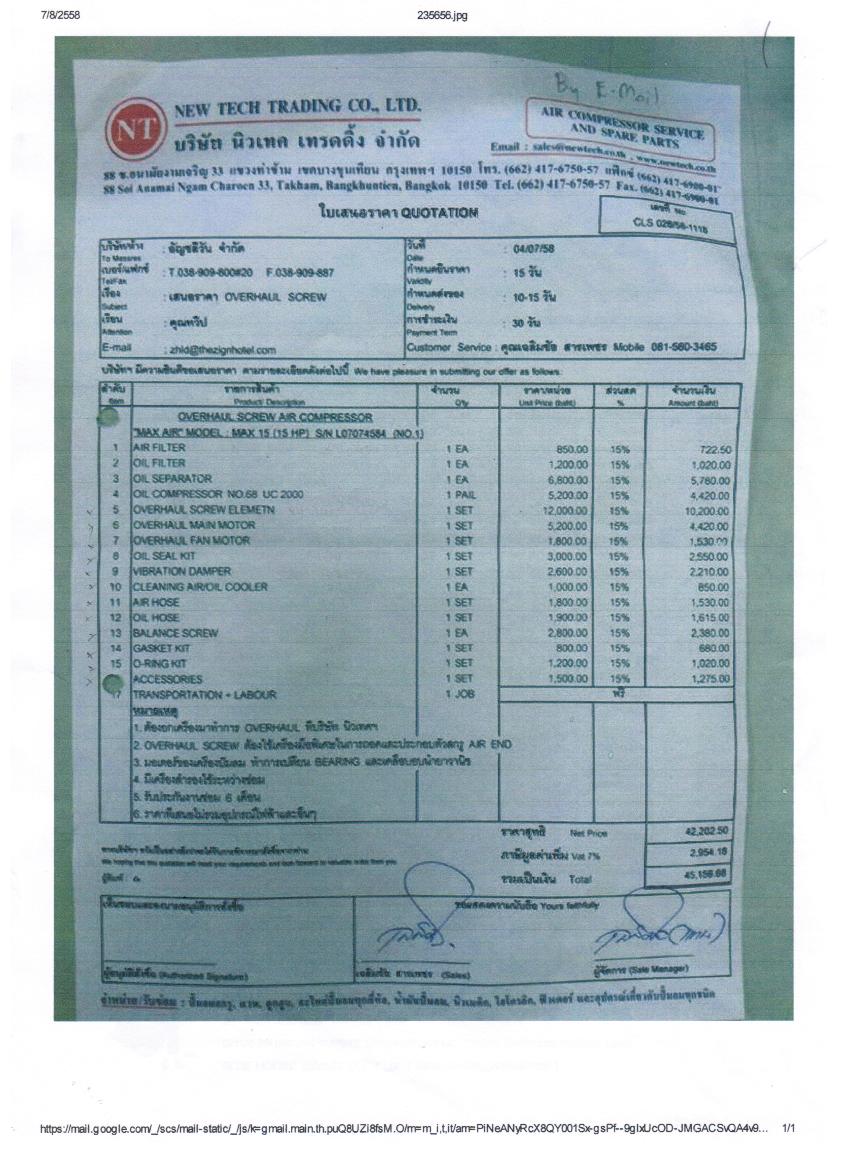 7/8/2558 235656.jpg
By E-Mail
NT
NEW TECH TRADING CO., LTD.
บริษัท นิวเทค เทรดดิ้ง จำกัด
AIR COMPRESSOR SERVICE
AND SPARE PARTS
Email : sales@newtech.co.th , www.newtech.co.th
88 ซ.อนามัยงามเจริญ 33 แขวงท่าข้าม เขตบางขุนเทียน กรุงเทพฯ 10150 โทร. (662) 417-6750-57 แฟ็กซ์ (662) 417-6900-01
88 Soi Anamai Ngam Charoen 33, Takham, Bangkhuntien, Bangkok 10150 Tel. (662) 417-6750-57 Fax. (662) 417-6900-01
ใบเสนอราคา QUOTATION
เลขที่ No
CLS 028/58-1118
บริษัท/ห้าง : อัญชลิวัน จำกัด วันที่ : 04/07/58
To Messres Date
เบอร์/แฟกซ์ : T.038-909-800#20 F.038-909-887 กำหนดยืนราคา : 15 วัน
Tel/Fax Validity
เรื่อง : เสนอราคา OVERHAUL SCREW กำหนดส่งของ : 10-15 วัน
Subject Delivery
เรียน : คุณทวีป การชำระเงิน : 30 วัน
Attention Payment Term
E-mail : zhld@thezignhotel.com Customer Service : คุณเฉลิมชัย สารเพชร Mobile 081-560-3465
บริษัทฯ มีความยินดีขอเสนอราคา ตามรายละเอียดดังต่อไปนี้ We have pleasure in submitting our offer as follows:
ลำดับ รายการสินค้า จำนวน ราคา/หน่วย ส่วนลด จำนวนเงิน
Item Product/ Description Q'ty Unit Price (baht) % Amount (baht)
OVERHAUL SCREW AIR COMPRESSOR
"MAX AIR" MODEL : MAX 15 (15 HP) S/N L07074584 (NO.1)
1 AIR FILTER 1 EA 850.00 15% 722.50
2 OIL FILTER 1 EA 1,200.00 15% 1,020.00
3 OIL SEPARATOR 1 EA 6,800.00 15% 5,780.00
4 OIL COMPRESSOR NO.68 UC 2000 1 PAIL 5,200.00 15% 4,420.00
5 OVERHAUL SCREW ELEMETN 1 SET 12,000.00 15% 10,200.00
6 OVERHAUL MAIN MOTOR 1 SET 5,200.00 15% 4,420.00
7 OVERHAUL FAN MOTOR 1 SET 1,800.00 15% 1,530.00
8 OIL SEAL KIT 1 SET 3,000.00 15% 2,550.00
9 VIBRATION DAMPER 1 SET 2,600.00 15% 2,210.00
10 CLEANING AIR/OIL COOLER 1 EA 1,000.00 15% 850.00
11 AIR HOSE 1 SET 1,800.00 15% 1,530.00
12 OIL HOSE 1 SET 1,900.00 15% 1,615.00
13 BALANCE SCREW 1 EA 2,800.00 15% 2,380.00
14 GASKET KIT 1 SET 800.00 15% 680.00
15 O-RING KIT 1 SET 1,200.00 15% 1,020.00
ACCESSORIES 1 SET 1,500.00 15% 1,275.00
17 TRANSPORTATION + LABOUR 1 JOB ฟรี
หมายเหตุ
1. ต้องยกเครื่องมาทำการ OVERHAUL ที่บริษัท นิวเทคฯ
2. OVERHAUL SCREW ต้องใช้เครื่องมือพิเศษในการถอดและประกอบตัวสกรู AIR END
3. มอเตอร์ของเครื่องปั๊มลม ทำการเปลี่ยน BEARING และเคลือบอบน้ำยาวานิช
4. มีเครื่องสำรองใช้ระหว่างซ่อม
5. รับประกันงานซ่อม 6 เดือน
6. ราคาที่เสนอไม่รวมอุปกรณ์ไฟฟ้าและอื่นๆ
ราคาสุทธิ Net Price 42,202.50
We hoping that this quotation will meet your requirements and look forward to valuable order from you.
ภาษีมูลค่าเพิ่ม Vat 7% 2,954.18
รวมเป็นเงิน Total 45,156.68
เห็นชอบและลงนามอนุมัติการสั่งซื้อ ขอแสดงความนับถือ Yours faithfully
ผู้อนุมัติสั่งซื้อ (Authorized Signature) เฉลิมชัย สารเพชร (Sales) ผู้จัดการ (Sale Manager)
จำหน่าย/รับซ่อม : ปั๊มลมสกรู, แวน, ลูกสูบ, อะไหล่ปั๊มลมทุกยี่ห้อ, น้ำมันปั๊มลม, นิวเมติก, ไฮโดรลิก, ฟิวเตอร์ และอุปกรณ์เกี่ยวกับปั๊มลมทุกชนิด
https://mail.google.com/_/scs/mail-static/_/js/k=gmail.main.th.puQ8UZI8fsM.O/m=m_i,t,it/am=PiNeANyRcX8QY001Sx-gsPf--9glxUcOD-JMGACSvQA4v9... 1/1